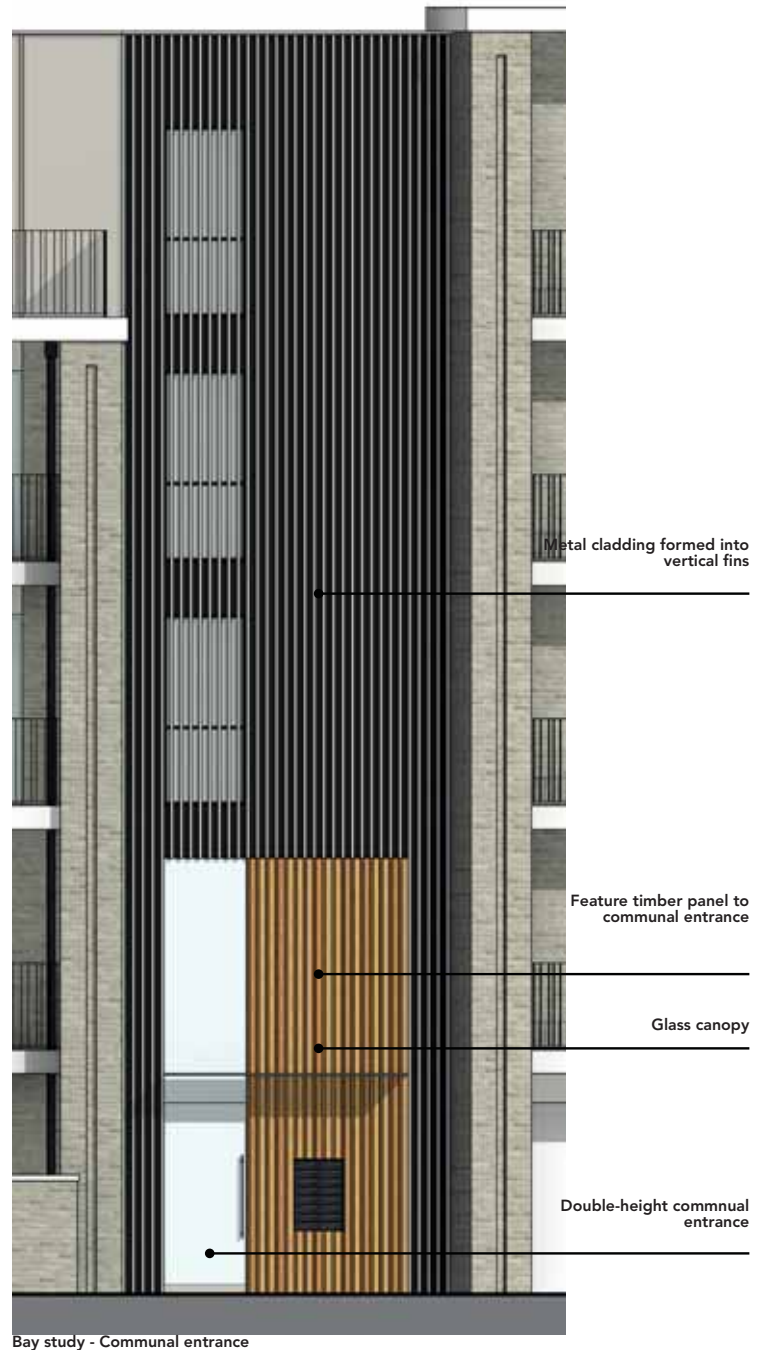 Metal cladding formed into
vertical fins
Feature timber panel to
communal entrance
Glass canopy
Double-height commnual
entrance
Bay study - Communal entrance